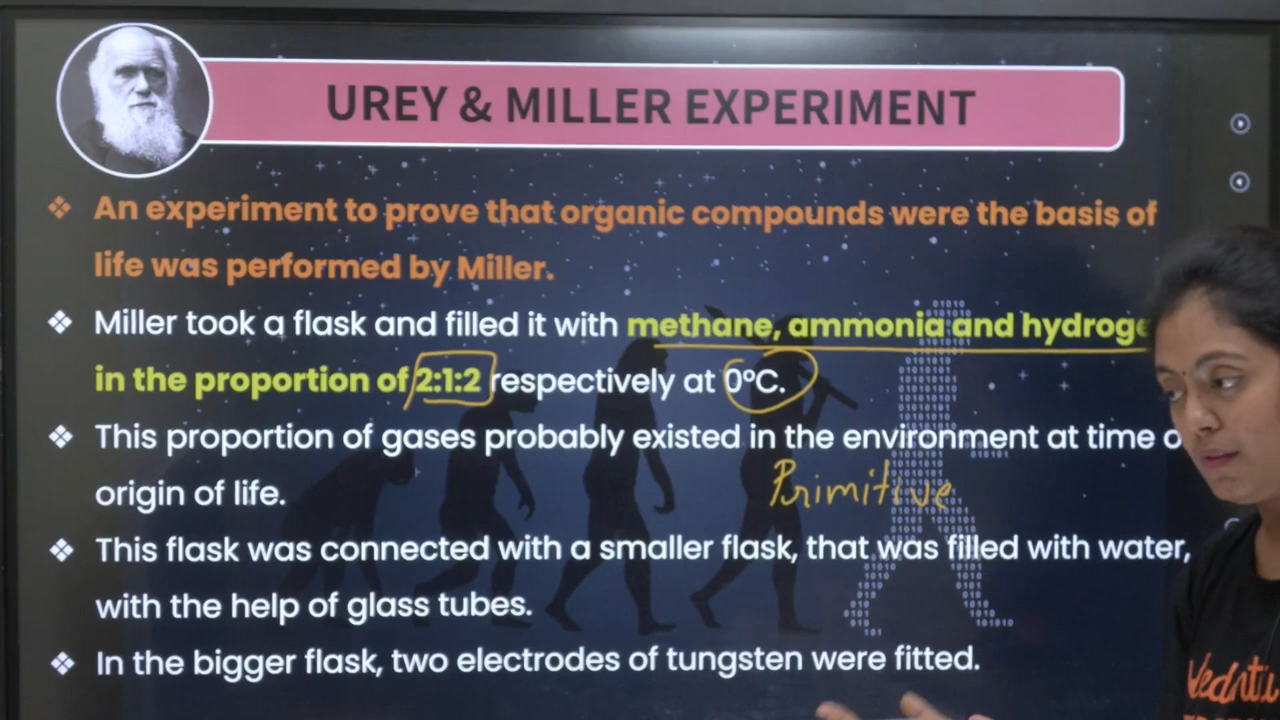 UREY & MILLER EXPERIMENT
❖ An experiment to prove that organic compounds were the basis of
life was performed by Miller.
❖ Miller took a flask and filled it with methane, ammonia and hydroge
in the proportion of 2:1:2 respectively at 0°C.
❖ This proportion of gases probably existed in the environment at time o
origin of life.
Primitive
❖ This flask was connected with a smaller flask, that was filled with water,
with the help of glass tubes.
❖ In the bigger flask, two electrodes of tungsten were fitted.